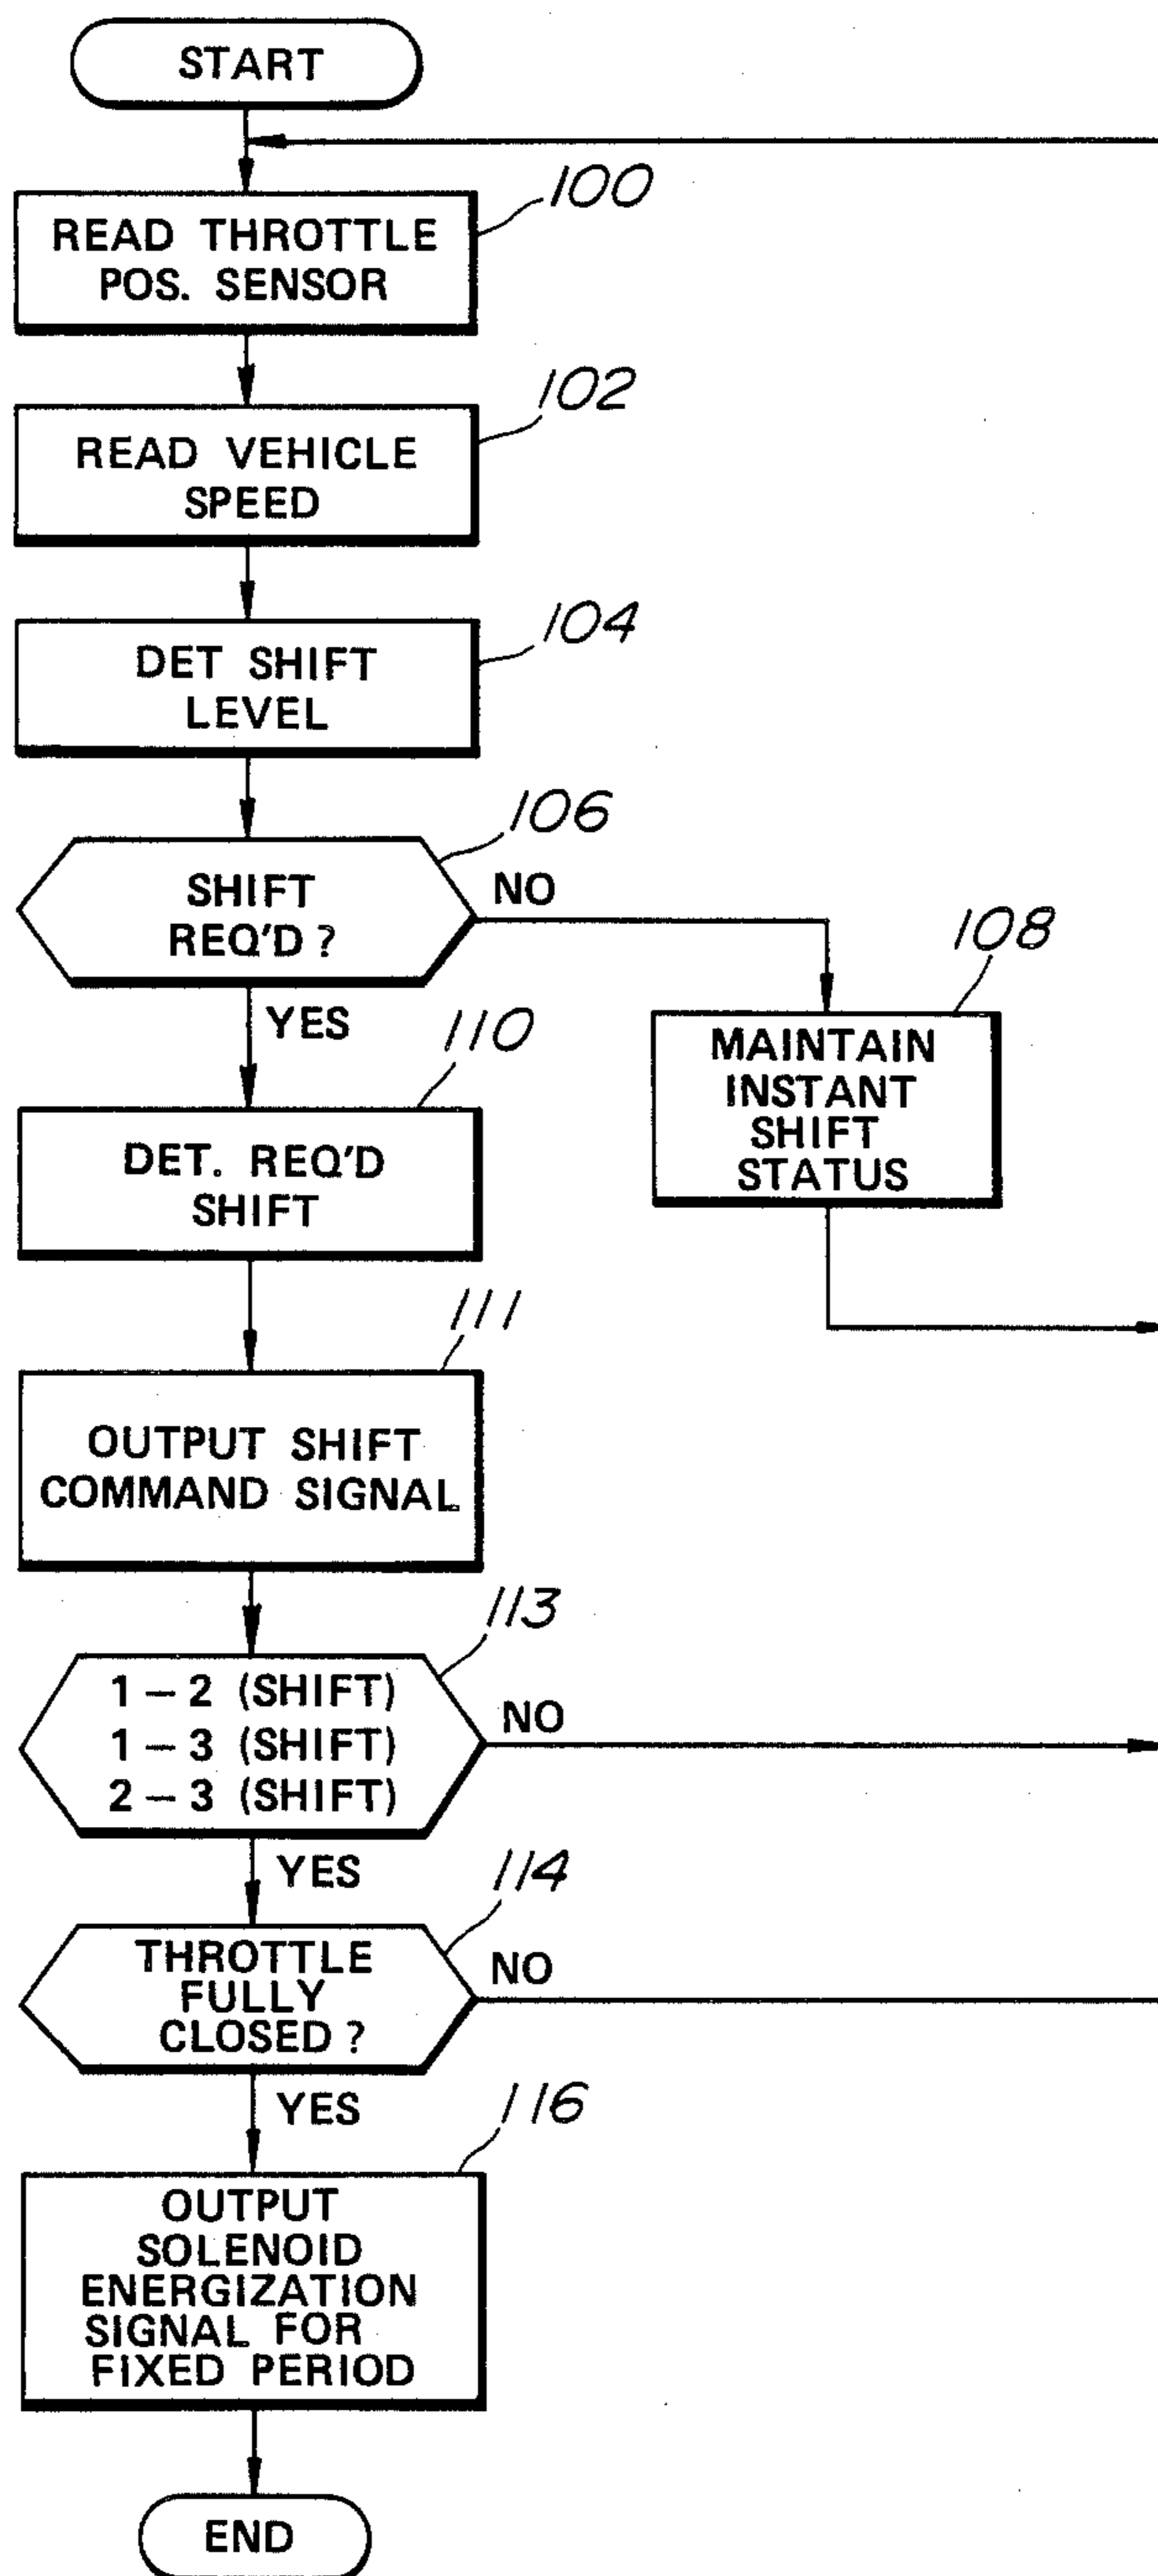 START
100
READ THROTTLE
POS. SENSOR
102
READ VEHICLE
SPEED
104
DET SHIFT
LEVEL
106
SHIFT
REQ'D ?
NO
YES
108
MAINTAIN
INSTANT
SHIFT
STATUS
110
DET. REQ'D
SHIFT
111
OUTPUT SHIFT
COMMAND SIGNAL
113
1 – 2 (SHIFT)
1 – 3 (SHIFT)
2 – 3 (SHIFT)
NO
YES
114
THROTTLE
FULLY
CLOSED ?
NO
YES
116
OUTPUT
SOLENOID
ENERGIZATION
SIGNAL FOR
FIXED PERIOD
END